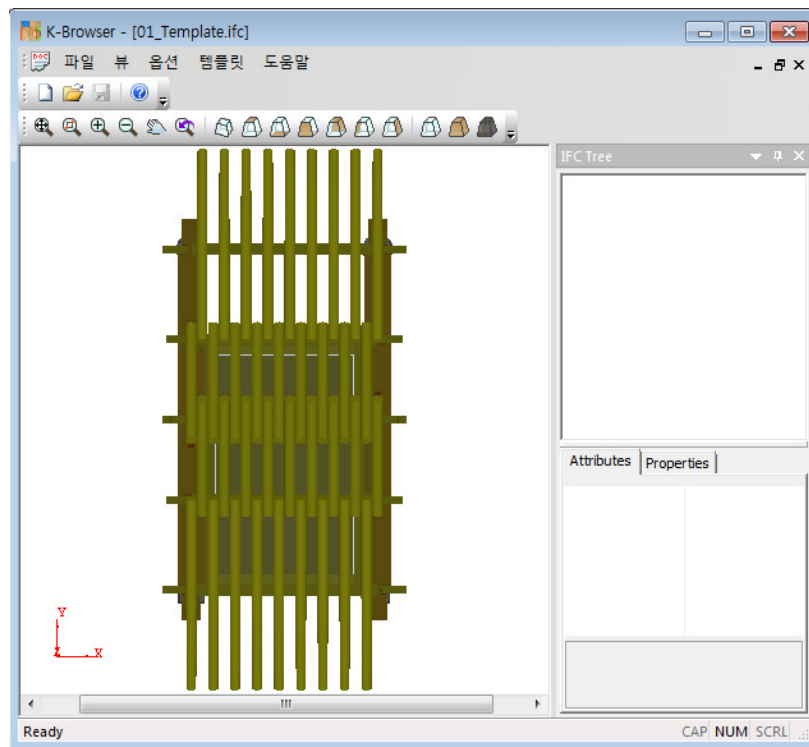 K-Browser - [01_Template.ifc]
파일 뷰 옵션 템플릿 도움말
IFC Tree
Attributes Properties
Y
Z X
Ready
CAP NUM SCRL